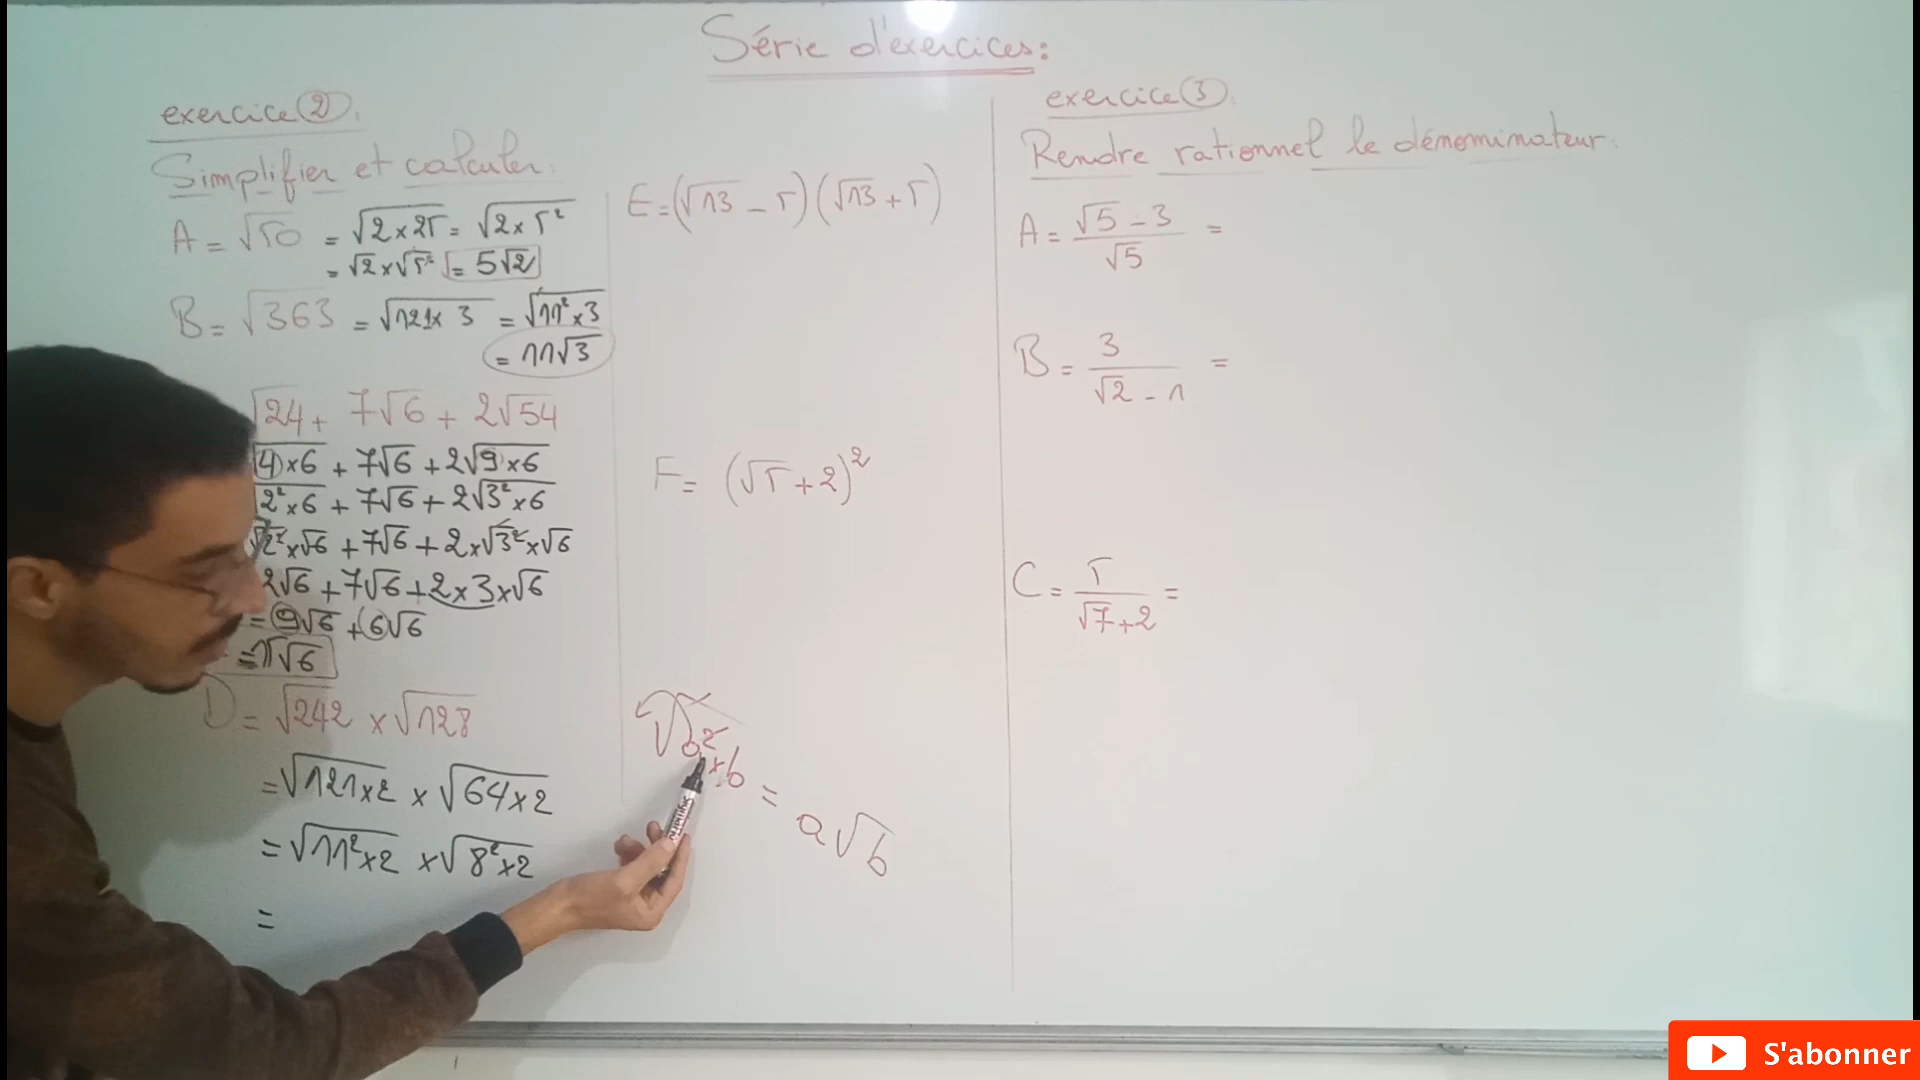 Série d'exercices:
exercice ②:
Simplifier et calculer:
A = √50 = √2×25 = √2×5²
= √2×√5² = 5√2
B = √363 = √121×3 = √11²×3
= 11√3
√24 + 7√6 + 2√54
√4×6 + 7√6 + 2√9×6
√2²×6 + 7√6 + 2√3²×6
√2²×√6 + 7√6 + 2×√3²×√6
2√6 + 7√6 + 2×3×√6
= 9√6 + 6√6
= 15√6
D = √242 × √128
= √121×2 × √64×2
= √11²×2 × √8²×2
=
E = (√13 - 5)(√13 + 5)
F = (√5 + 2)²
√a²×b = a√b
exercice ③:
Rendre rationnel le dénominateur:
A = √5 - 3 / √5 =
B = 3 / √2 - 1 =
C = 5 / √7 + 2 =
S'abonner